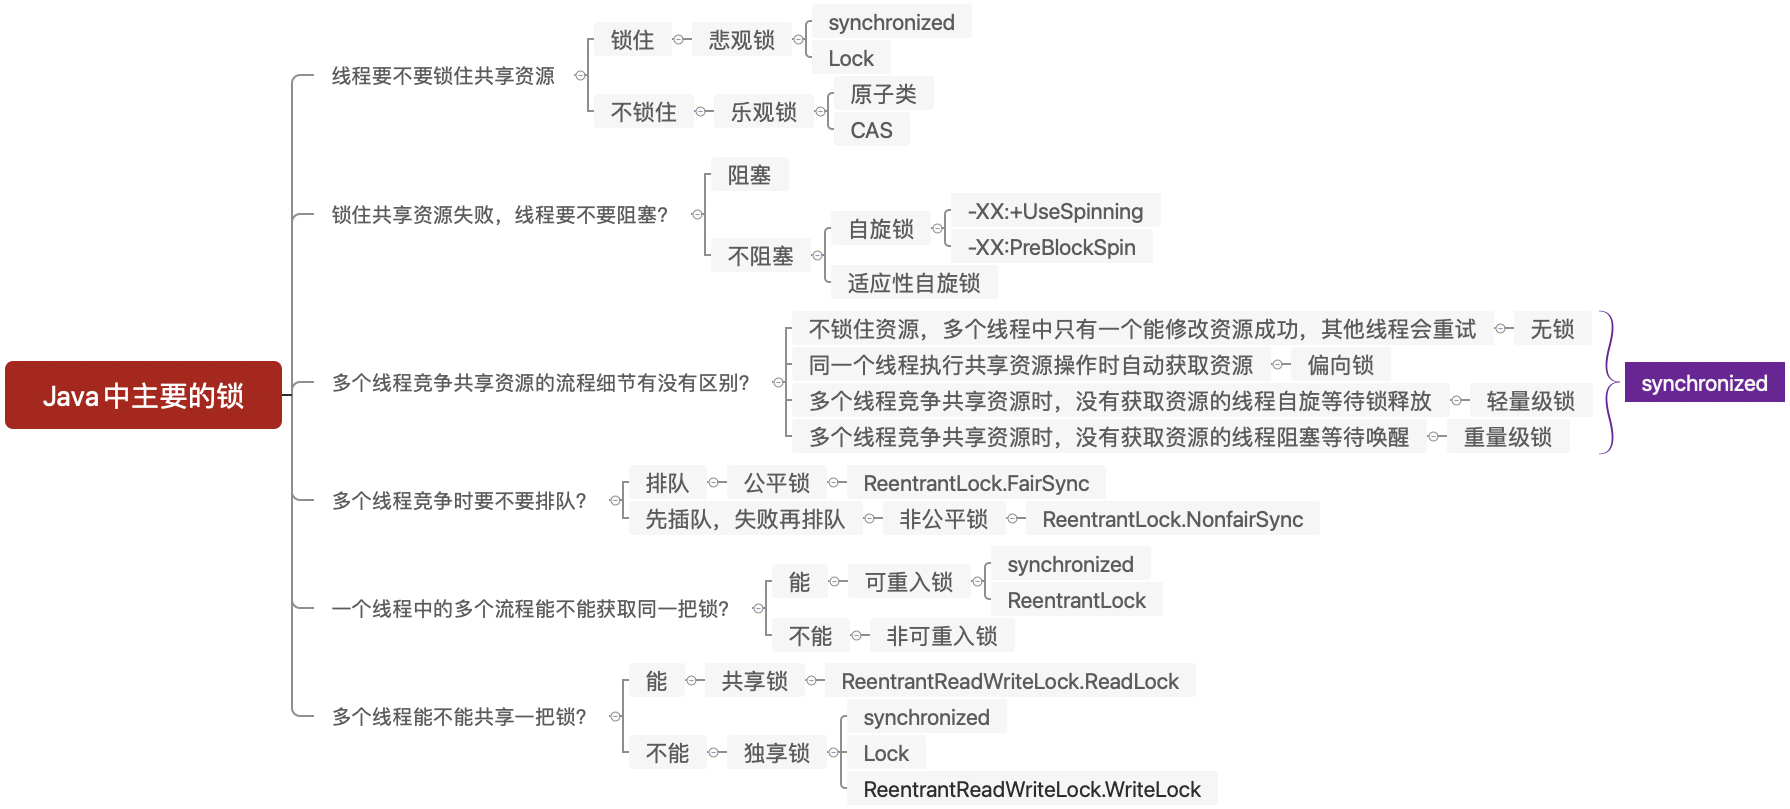 Java中主要的锁
线程要不要锁住共享资源
锁住
悲观锁
synchronized
Lock
不锁住
乐观锁
原子类
CAS
锁住共享资源失败，线程要不要阻塞?
阻塞
不阻塞
自旋锁
-XX:+UseSpinning
-XX:PreBlockSpin
适应性自旋锁
多个线程竞争共享资源的流程细节有没有区别?
不锁住资源，多个线程中只有一个能修改资源成功，其他线程会重试
无锁
同一个线程执行共享资源操作时自动获取资源
偏向锁
多个线程竞争共享资源时，没有获取资源的线程自旋等待锁释放
轻量级锁
多个线程竞争共享资源时，没有获取资源的线程阻塞等待唤醒
重量级锁
synchronized
多个线程竞争时要不要排队?
排队
公平锁
ReentrantLock.FairSync
先插队，失败再排队
非公平锁
ReentrantLock.NonfairSync
一个线程中的多个流程能不能获取同一把锁?
能
可重入锁
synchronized
ReentrantLock
不能
非可重入锁
多个线程能不能共享一把锁?
能
共享锁
ReentrantReadWriteLock.ReadLock
不能
独享锁
synchronized
Lock
ReentrantReadWriteLock.WriteLock